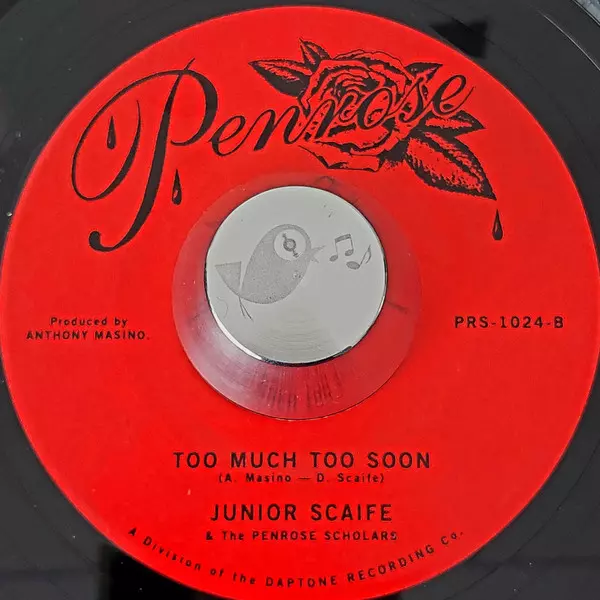 Penrose
Produced by
ANTHONY MASINO.
PRS-1024-B
TOO MUCH TOO SOON
(A. Masino — D. Scaife)
JUNIOR SCAIFE
& The PENROSE SCHOLARS
A Division of the DAPTONE RECORDING Co.